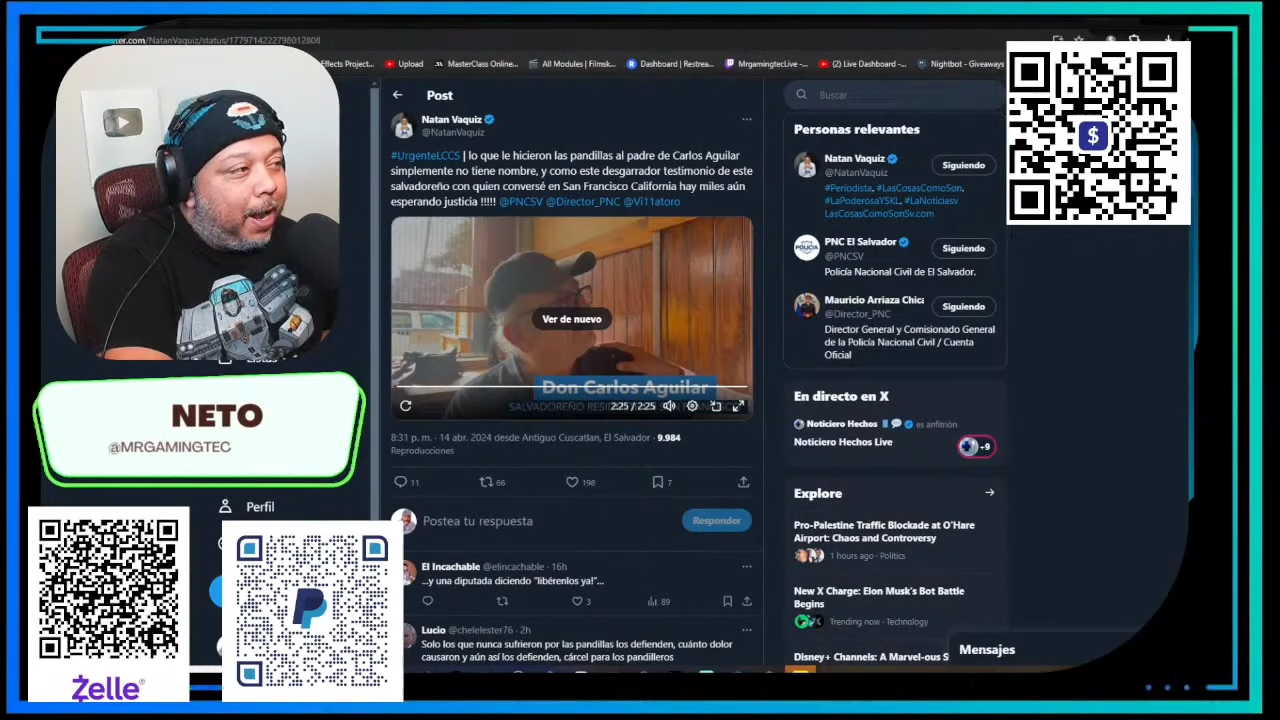 ter.com/NatanVaquiz/status/1779714222798012808
Effects Project...
Upload
MasterClass Online...
All Modules | Filmsk...
Dashboard | Restrea...
MrgamingtecLive -...
(2) Live Dashboard -...
Nightbot - Giveaways
Post
Natan Vaquiz
@NatanVaquiz
#UrgenteLCCS | lo que le hicieron las pandillas al padre de Carlos Aguilar
simplemente no tiene nombre, y como este desgarrador testimonio de este
salvadoreño con quien conversé en San Francisco California hay miles aún
esperendo justicia !!!!! @PNCSV @Director_PNC @Vi11atoro
Ver de nuevo
Don Carlos Aguilar
2:25 / 2:25
8:31 p. m. · 14 abr. 2024 desde Antiguo Cuscatlan, El Salvador · 9.984
Reproducciones
11
66
198
7
Postea tu respuesta
Responder
El Incachable @elincachable · 16h
...y una diputada diciendo "libérenlos ya!"...
3
89
Lucio @chelelester76 · 2h
Solo los que nunca sufrieron por las pandillas los defienden, cuánto dolor
causaron y aún así los defienden, cárcel para los pandilleros
Buscar
Personas relevantes
Natan Vaquiz
@NatanVaquiz
Siguiendo
#Periodista. #LasCosasComoSon.
#LaPoderosaYSKL. #LaNoticiasv
LasCosasComoSonSv.com
PNC El Salvador
@PNCSV
Siguiendo
Policía Nacional Civil de El Salvador.
Mauricio Arriaza Chica
@Director_PNC
Siguiendo
Director General y Comisionado General
de la Policía Nacional Civil / Cuenta
Oficial
En directo en X
Noticiero Hechos es anfitrión
Noticiero Hechos Live
+9
Explore
Pro-Palestine Traffic Blockade at O'Hare
Airport: Chaos and Controversy
1 hours ago · Politics
New X Charge: Elon Musk's Bot Battle
Begins
Trending now · Technology
Disney+ Channels: A Marvel-ous S
Mensajes
$
NETO
@MRGAMINGTEC
Perfil
Zelle